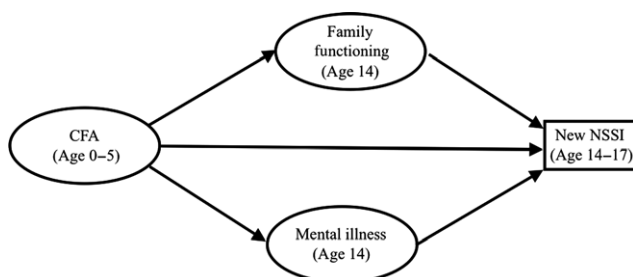 Family
functioning
(Age 14)
CFA
(Age 0–5)
New NSSI
(Age 14–17)
Mental illness
(Age 14)